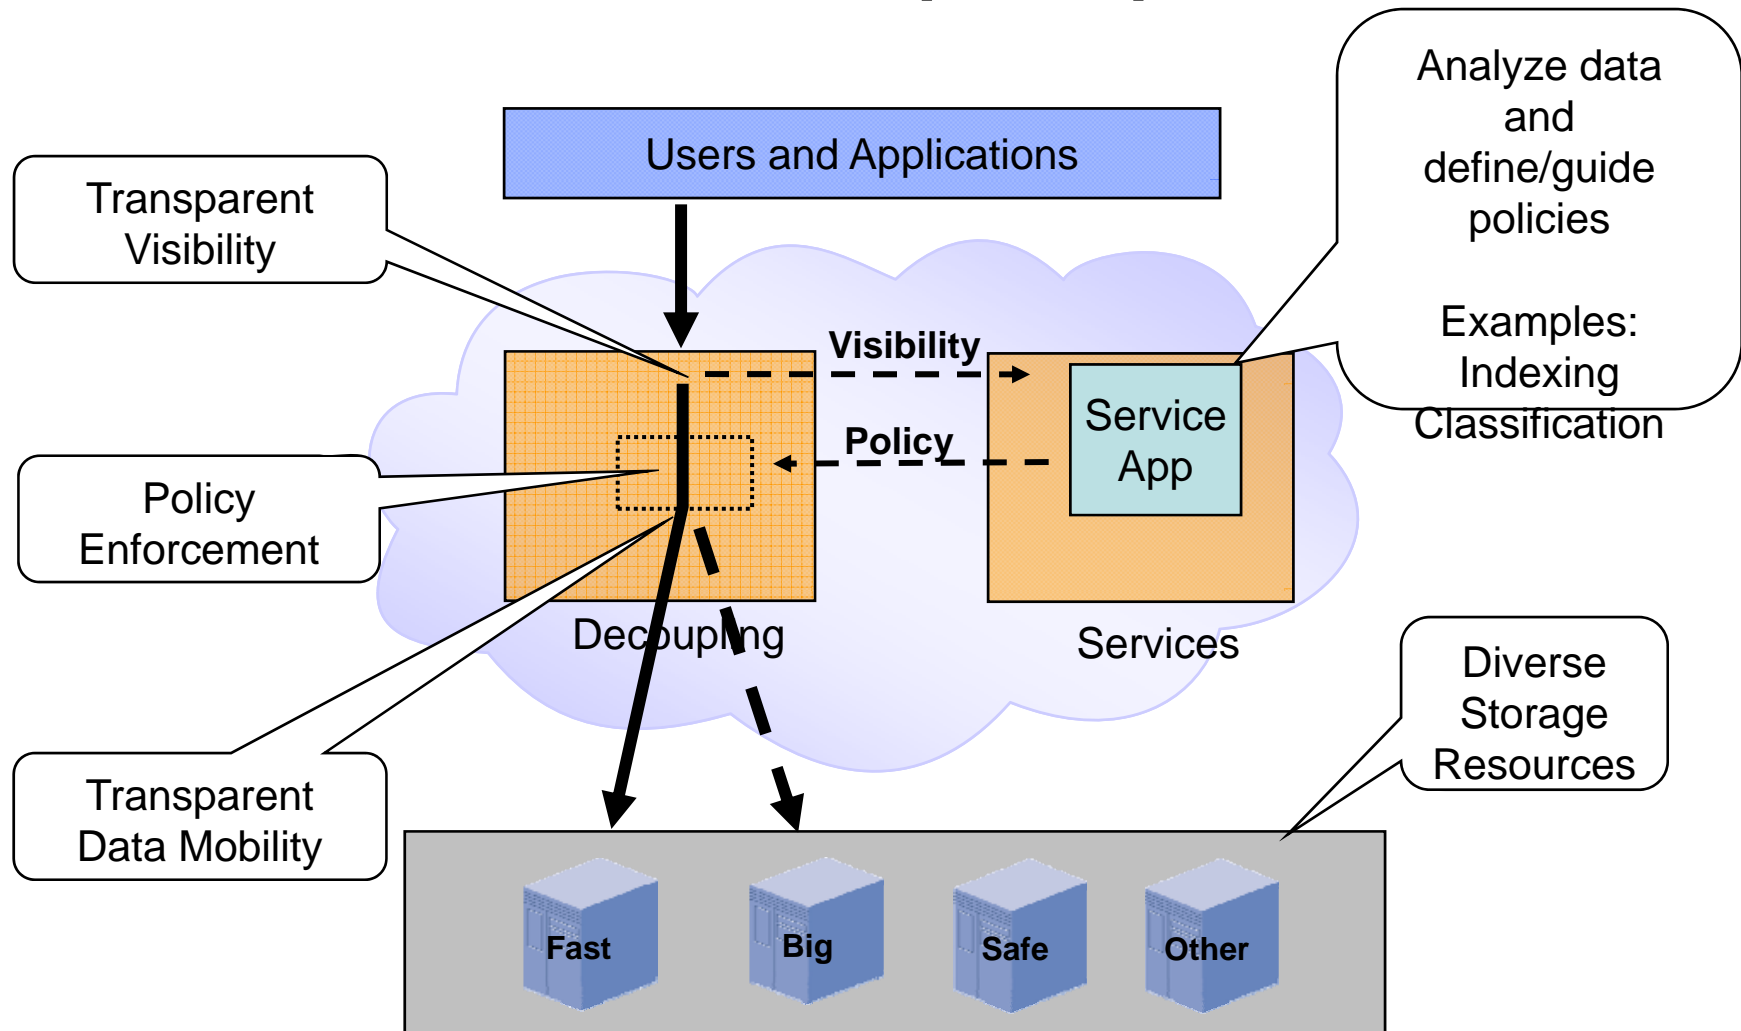 Analyze data
and
define/guide
policies
Examples:
Indexing
Classification
Users and Applications
Transparent
Visibility
Visibility
Policy
Service
App
Policy
Enforcement
Decoupling
Services
Diverse
Storage
Resources
Transparent
Data Mobility
Fast
Big
Safe
Other